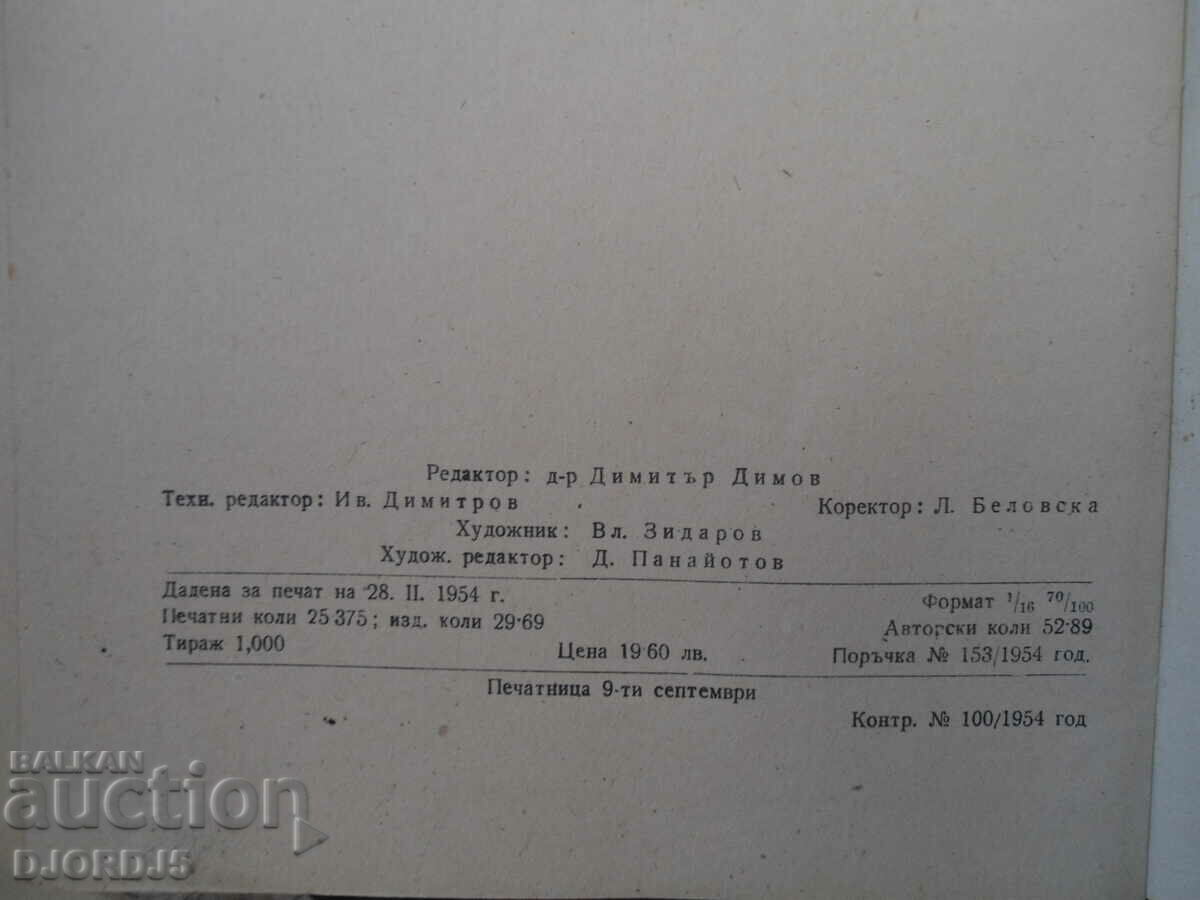 Редактор: д-р Димитър Димов
Техн. редактор: Ив. Димитров Коректор: Л. Беловска
Художник: Вл. Зидаров
Худож. редактор: Д. Панайотов
Дадена за печат на 28. II. 1954 г. Формат 1/16 70/100
Печатни коли 25·375; изд. коли 29·69 Авторски коли 52·89
Тираж 1,000 Цена 19·60 лв. Поръчка № 153/1954 год.
Печатница 9-ти септември
Контр. № 100/1954 год
BALKAN
auction
DJORDJ5